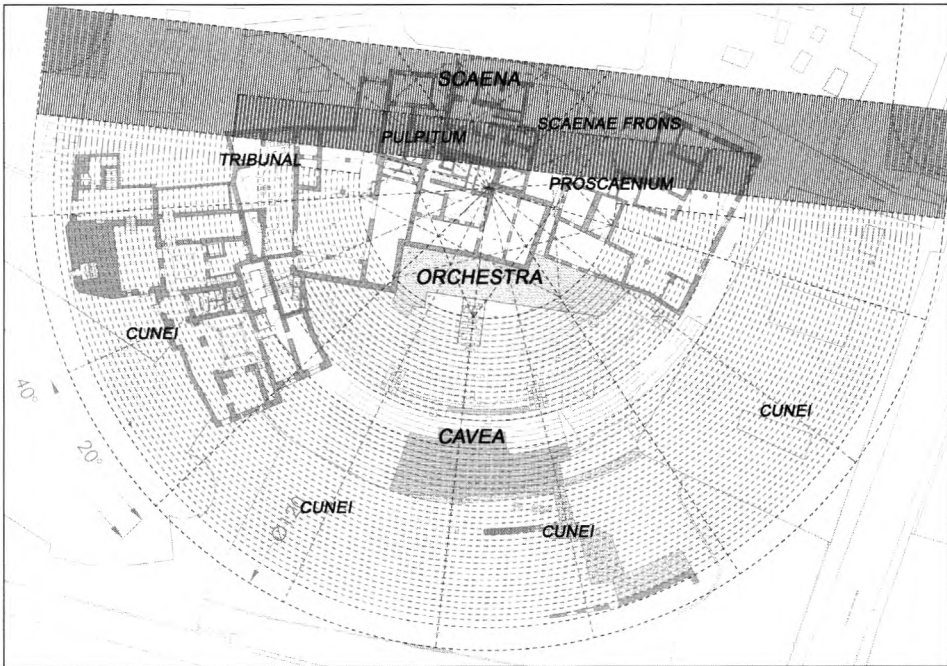 SCAENA
SCAENAE FRONS
PULPITUM
TRIBUNAL
PROSCAENIUM
ORCHESTRA
CUNEI
40°
CUNEI
CAVEA
20°
CUNEI
CUNEI